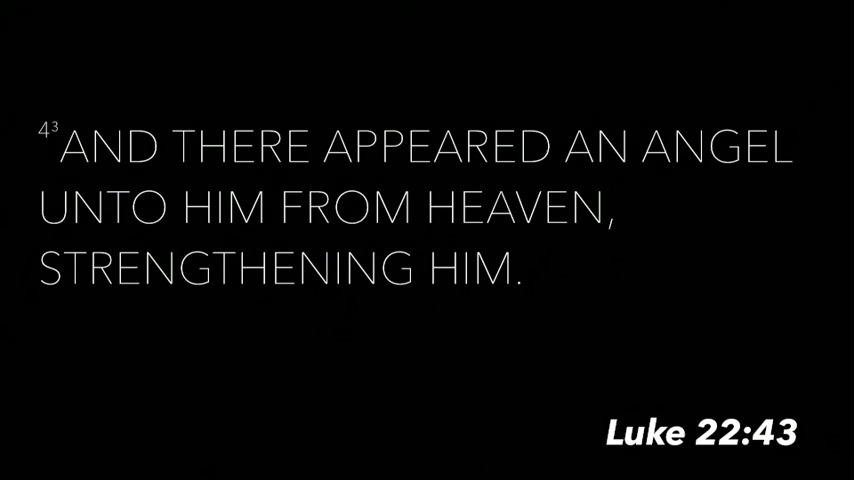 43AND THERE APPEARED AN ANGEL
UNTO HIM FROM HEAVEN,
STRENGTHENING HIM.
Luke 22:43